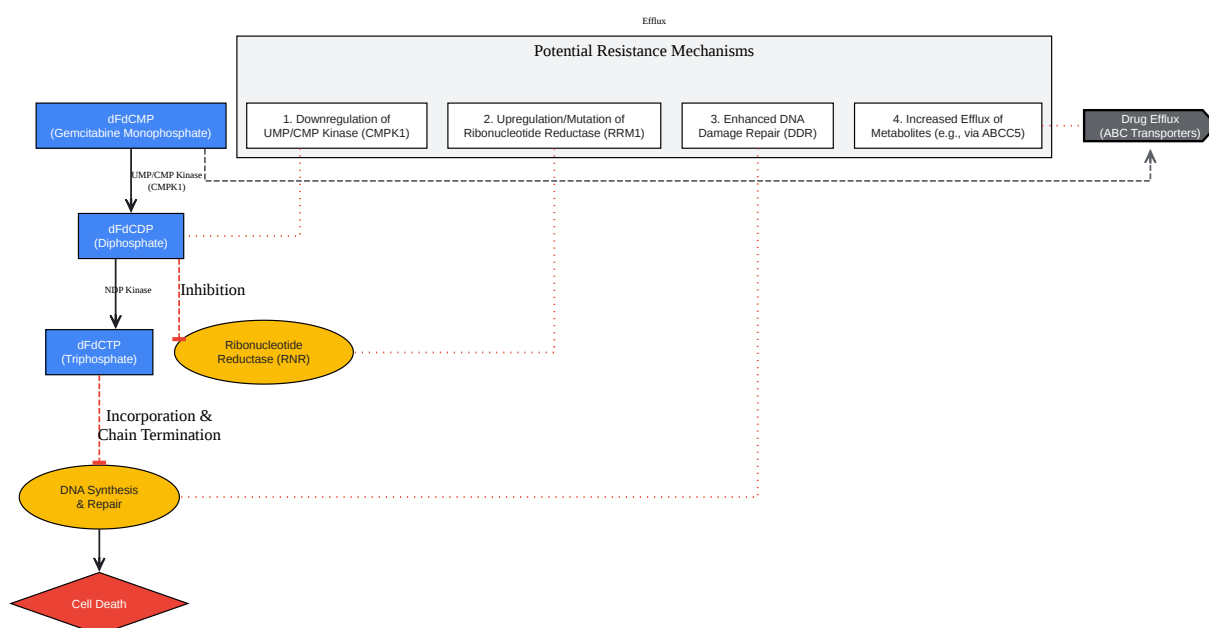 Efflux
Potential Resistance Mechanisms
dFdCMP
(Gemcitabine Monophosphate)
1. Downregulation of
UMP/CMP Kinase (CMPK1)
2. Upregulation/Mutation of
Ribonucleotide Reductase (RRM1)
3. Enhanced DNA
Damage Repair (DDR)
4. Increased Efflux of
Metabolites (e.g., via ABCC5)
Drug Efflux
(ABC Transporters)
UMP/CMP Kinase
(CMPK1)
dFdCDP
(Diphosphate)
NDP Kinase
Inhibition
dFdCTP
(Triphosphate)
Ribonucleotide
Reductase (RNR)
Incorporation &
Chain Termination
DNA Synthesis
& Repair
Cell Death